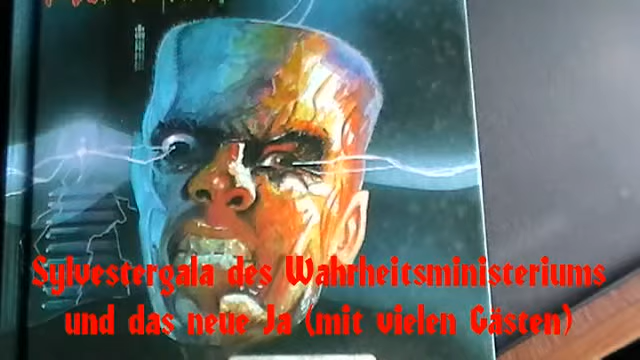 Sylvestergala des Wahrheitsministeriums
und das neue Ja (mit vielen Gästen)